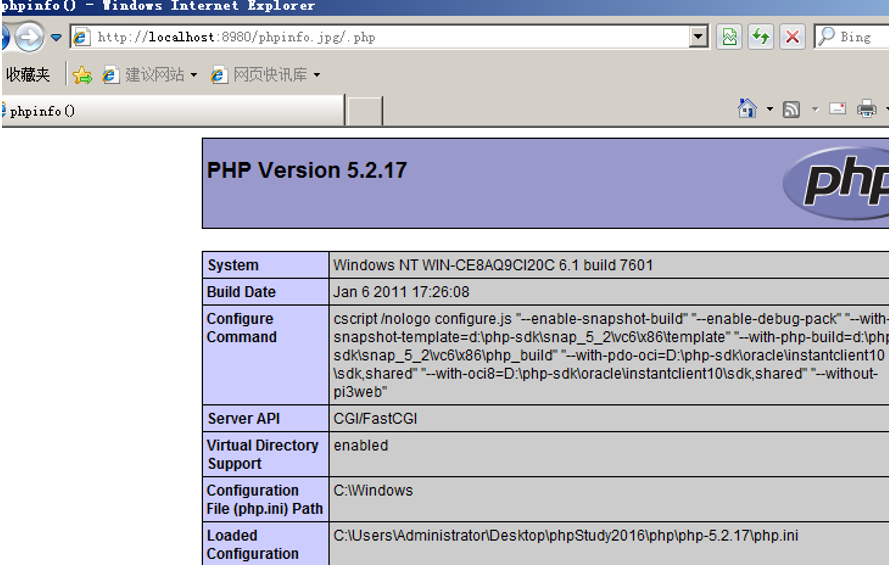 phpinfo() - Windows Internet Explorer
http://localhost:8980/phpinfo.jpg/.php
Bing
收藏夹
建议网站
网页快讯库
phpinfo()
PHP Version 5.2.17
php
System
Windows NT WIN-CE8AQ9CI20C 6.1 build 7601
Build Date
Jan 6 2011 17:26:08
Configure
Command
cscript /nologo configure.js "--enable-snapshot-build" "--enable-debug-pack" "--with-
snapshot-template=d:\php-sdk\snap_5_2\vc6\x86\template" "--with-php-build=d:\php-
sdk\snap_5_2\vc6\x86\php_build" "--with-pdo-oci=D:\php-sdk\oracle\instantclient10
\sdk,shared" "--with-oci8=D:\php-sdk\oracle\instantclient10\sdk,shared" "--without-
pi3web"
Server API
CGI/FastCGI
Virtual Directory
Support
enabled
Configuration
File (php.ini) Path
C:\Windows
Loaded
Configuration
C:\Users\Administrator\Desktop\phpStudy2016\php\php-5.2.17\php.ini